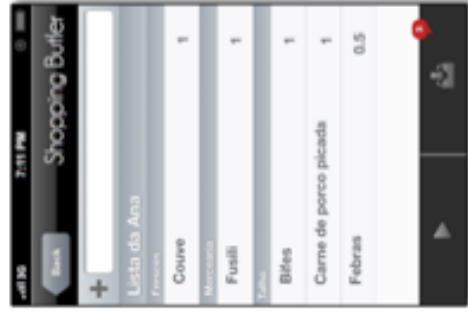 3G 7:11 PM
Back Shopping Butler
+
Lista da Ana
Frescos
Couve 1
Mercearia
Fusili 1
Talho
Bifes 1
Carne de porco picada 1
Febras 0.5